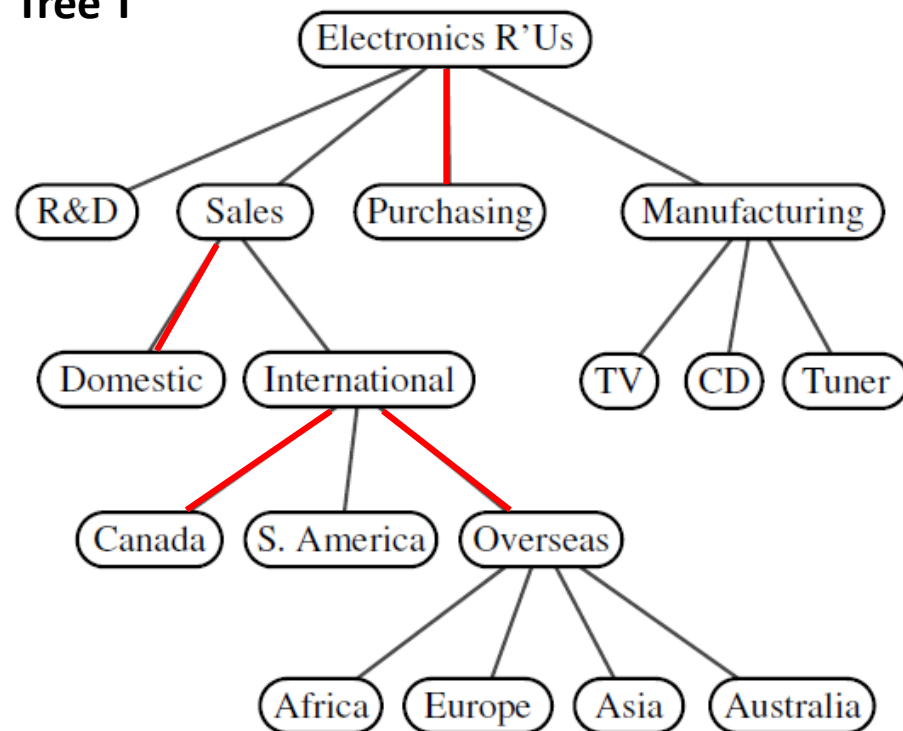 Tree 1
Electronics R'Us
R&D Sales Purchasing Manufacturing
Domestic International TV CD Tuner
Canada S. America Overseas
Africa Europe Asia Australia